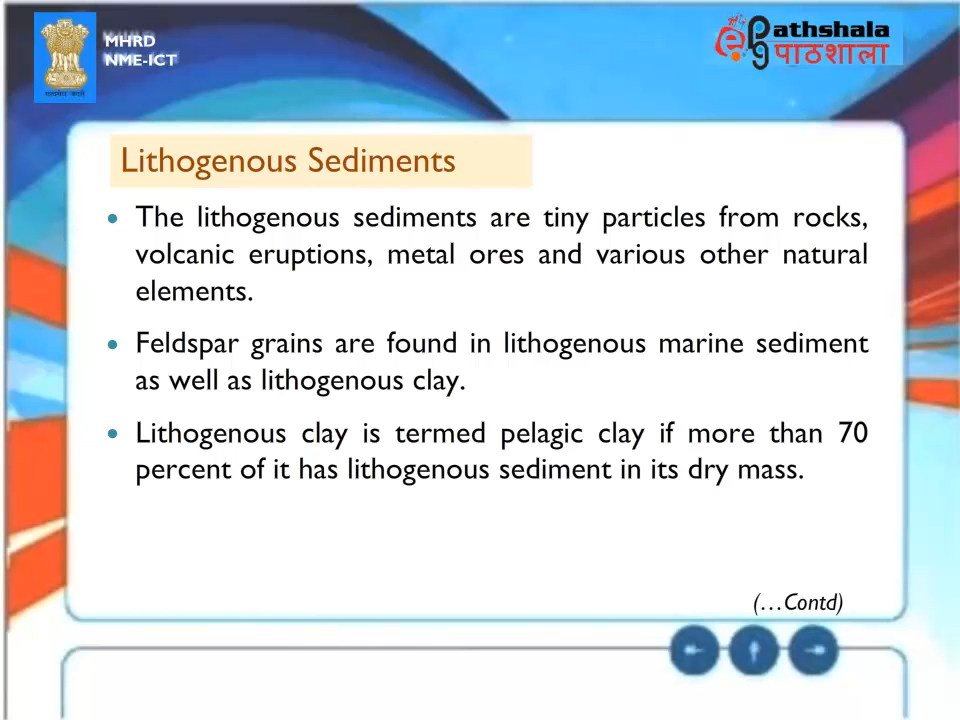 MHRD
NME-ICT
e Pathshala
पाठशाला
Lithogenous Sediments
The lithogenous sediments are tiny particles from rocks,
volcanic eruptions, metal ores and various other natural
elements.
Feldspar grains are found in lithogenous marine sediment
as well as lithogenous clay.
Lithogenous clay is termed pelagic clay if more than 70
percent of it has lithogenous sediment in its dry mass.
(...Contd)